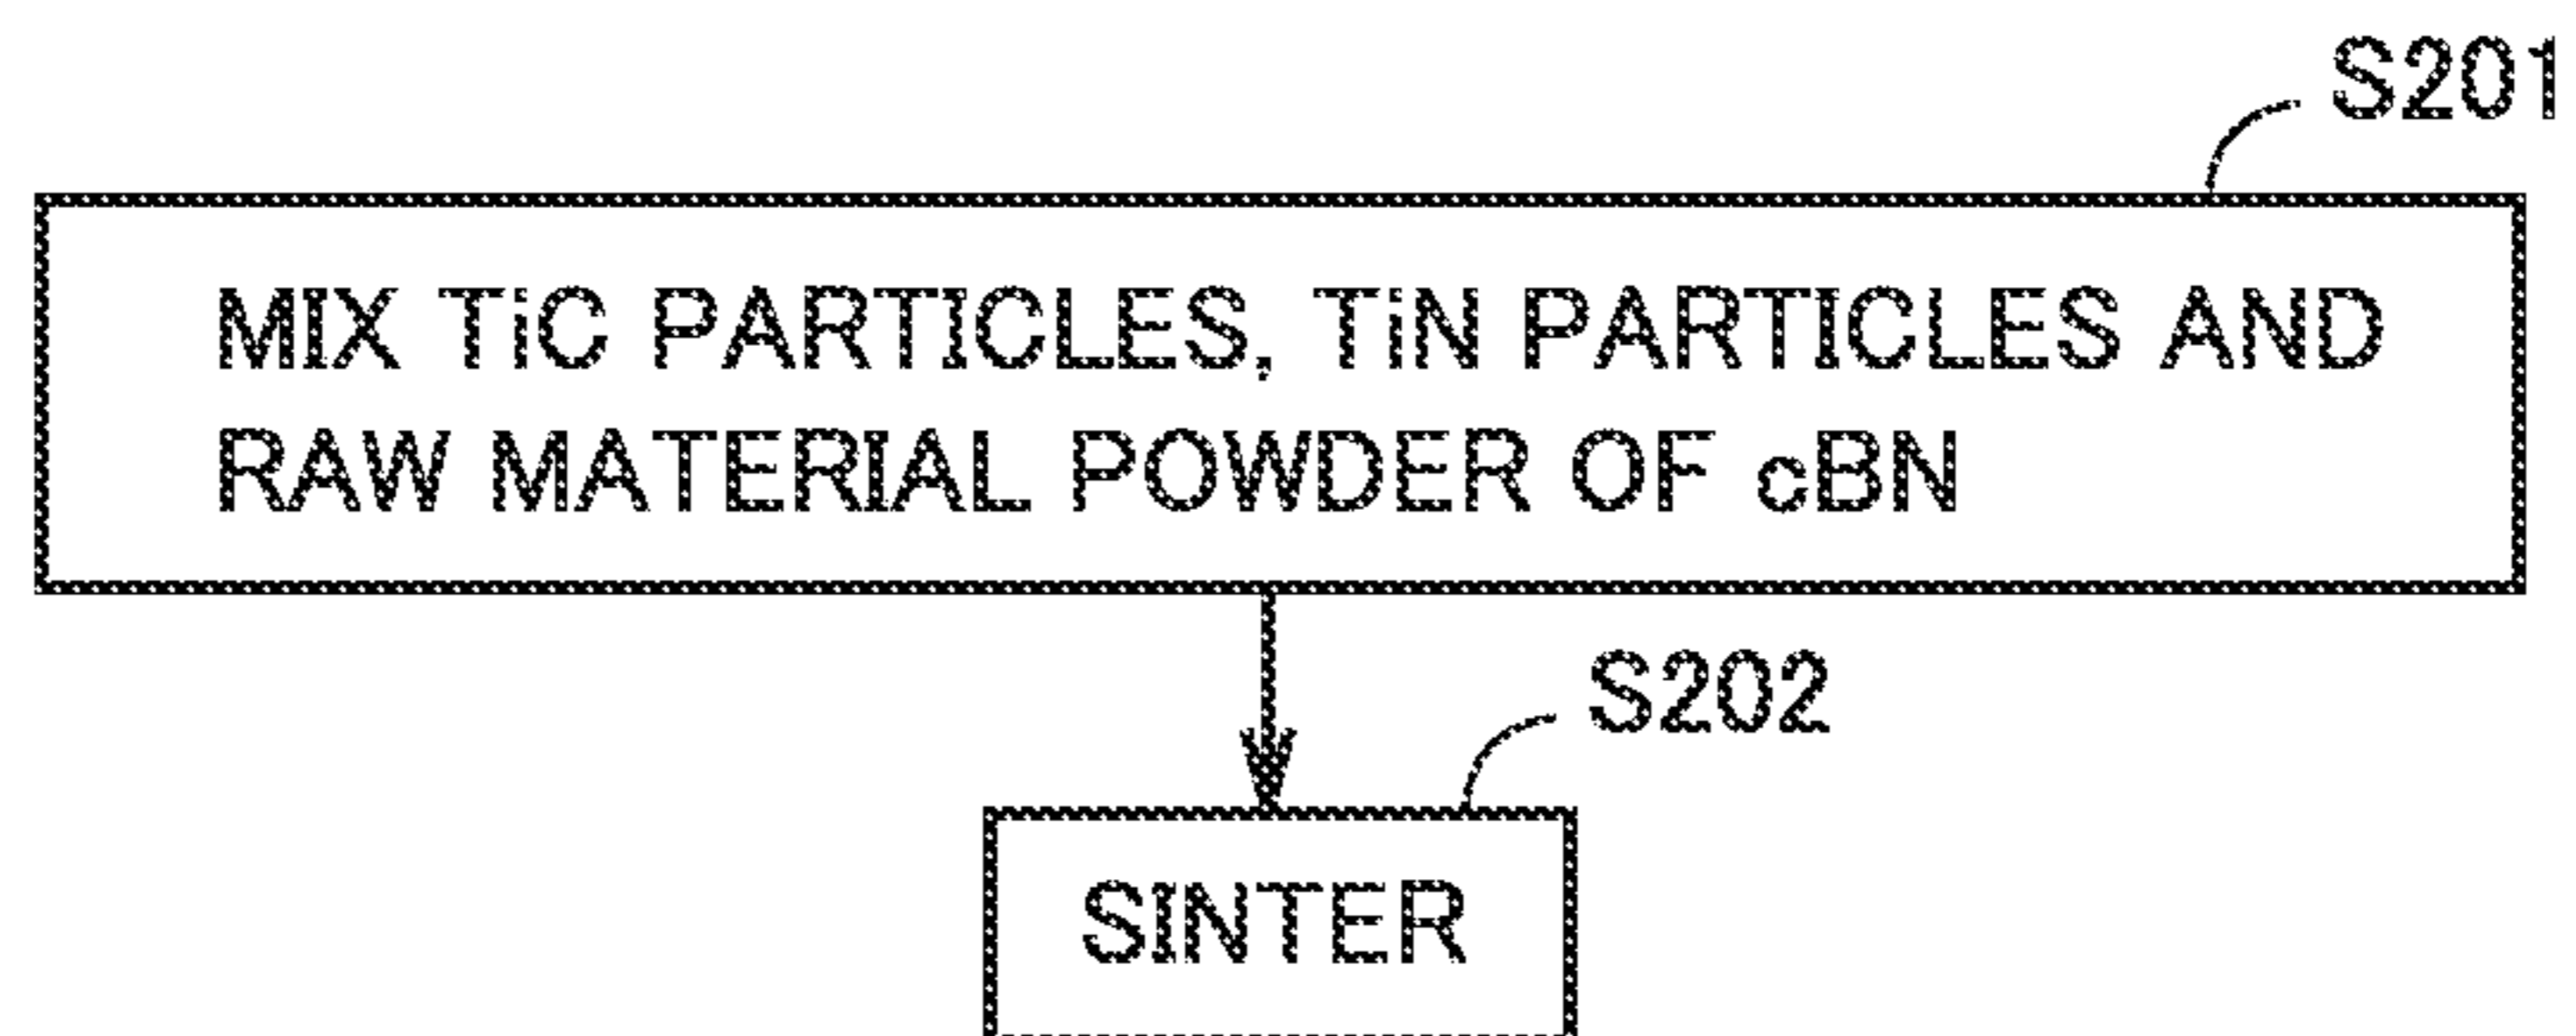 S201
MIX TiC PARTICLES, TiN PARTICLES AND
RAW MATERIAL POWDER OF cBN
S202
SINTER